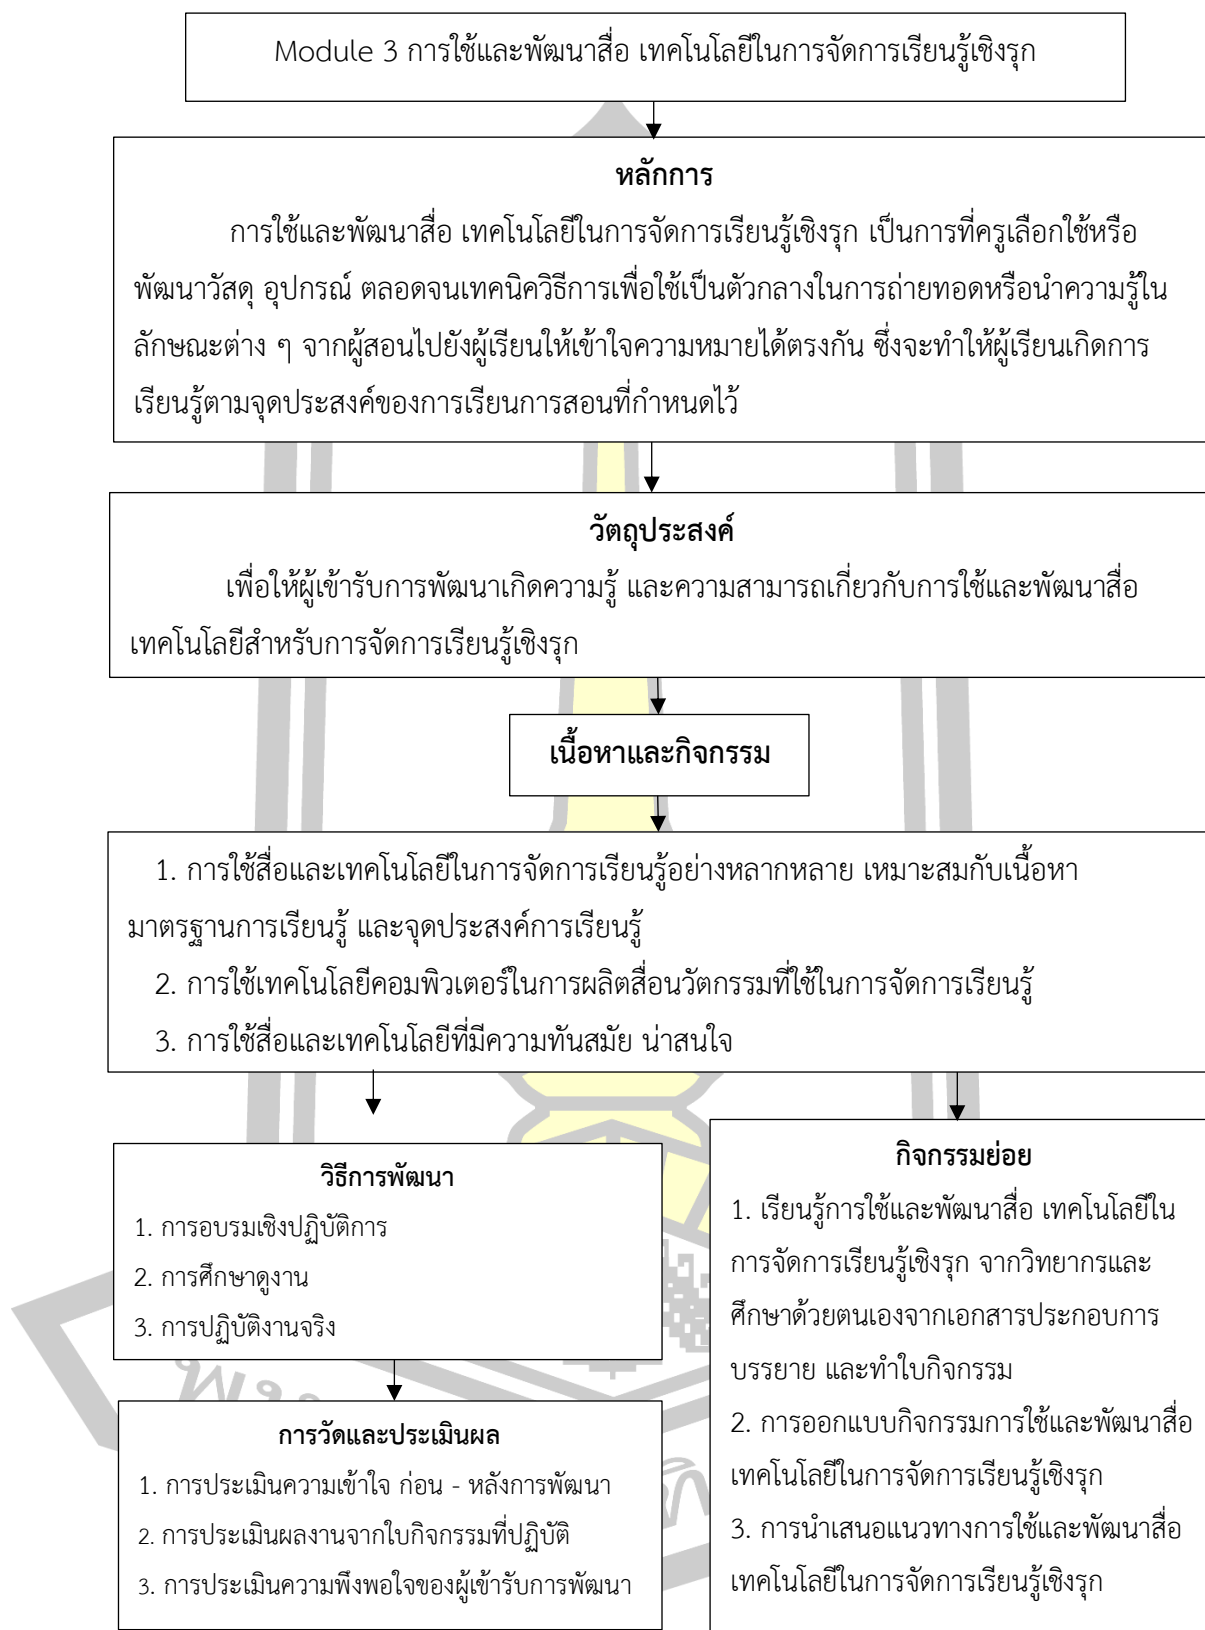 Module 3 การใช้และพัฒนาสื่อ เทคโนโลยีในการจัดการเรียนรู้เชิงรุก
หลักการ
การใช้และพัฒนาสื่อ เทคโนโลยีในการจัดการเรียนรู้เชิงรุก เป็นการที่ครูเลือกใช้หรือ
พัฒนาวัสดุ อุปกรณ์ ตลอดจนเทคนิควิธีการเพื่อใช้เป็นตัวกลางในการถ่ายทอดหรือนำความรู้ใน
ลักษณะต่าง ๆ จากผู้สอนไปยังผู้เรียนให้เข้าใจความหมายได้ตรงกัน ซึ่งจะทำให้ผู้เรียนเกิดการ
เรียนรู้ตามจุดประสงค์ของการเรียนการสอนที่กำหนดไว้
วัตถุประสงค์
เพื่อให้ผู้เข้ารับการพัฒนาเกิดความรู้ และความสามารถเกี่ยวกับการใช้และพัฒนาสื่อ
เทคโนโลยีสำหรับการจัดการเรียนรู้เชิงรุก
เนื้อหาและกิจกรรม
1. การใช้สื่อและเทคโนโลยีในการจัดการเรียนรู้อย่างหลากหลาย เหมาะสมกับเนื้อหา
มาตรฐานการเรียนรู้ และจุดประสงค์การเรียนรู้
2. การใช้เทคโนโลยีคอมพิวเตอร์ในการผลิตสื่อนวัตกรรมที่ใช้ในการจัดการเรียนรู้
3. การใช้สื่อและเทคโนโลยีที่มีความทันสมัย น่าสนใจ
วิธีการพัฒนา
1. การอบรมเชิงปฏิบัติการ
2. การศึกษาดูงาน
3. การปฏิบัติงานจริง
การวัดและประเมินผล
1. การประเมินความเข้าใจ ก่อน - หลังการพัฒนา
2. การประเมินผลงานจากใบกิจกรรมที่ปฏิบัติ
3. การประเมินความพึงพอใจของผู้เข้ารับการพัฒนา
กิจกรรมย่อย
1. เรียนรู้การใช้และพัฒนาสื่อ เทคโนโลยีใน
การจัดการเรียนรู้เชิงรุก จากวิทยากรและ
ศึกษาด้วยตนเองจากเอกสารประกอบการ
บรรยาย และทำใบกิจกรรม
2. การออกแบบกิจกรรมการใช้และพัฒนาสื่อ
เทคโนโลยีในการจัดการเรียนรู้เชิงรุก
3. การนำเสนอแนวทางการใช้และพัฒนาสื่อ
เทคโนโลยีในการจัดการเรียนรู้เชิงรุก